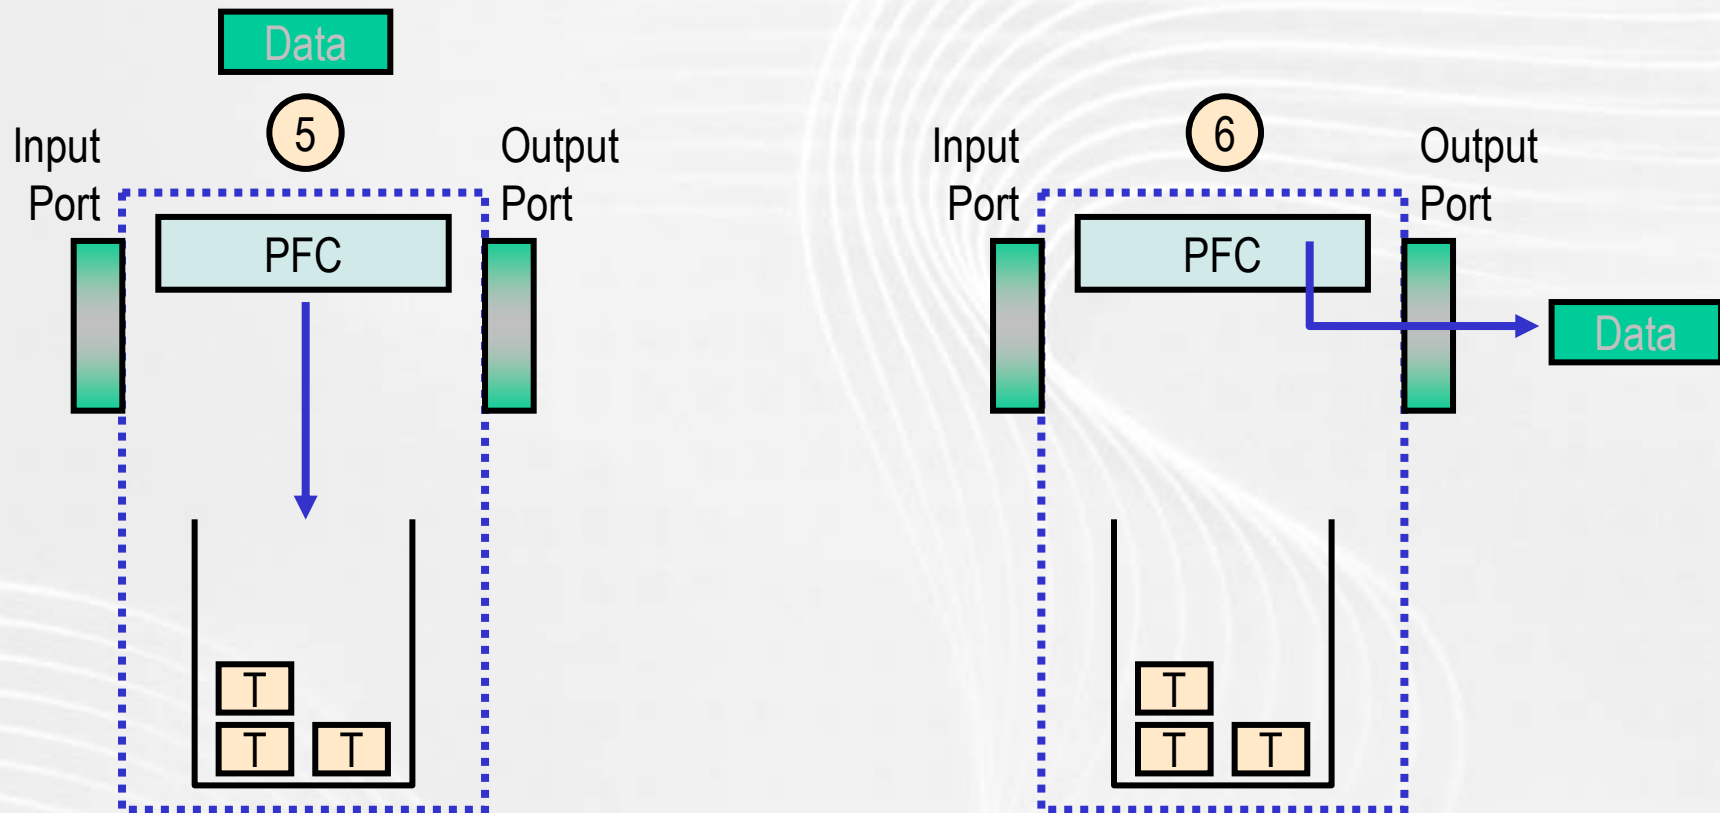 Data
5
Input
Port
Output
Port
PFC
T
T
T
6
Input
Port
Output
Port
PFC
Data
T
T
T